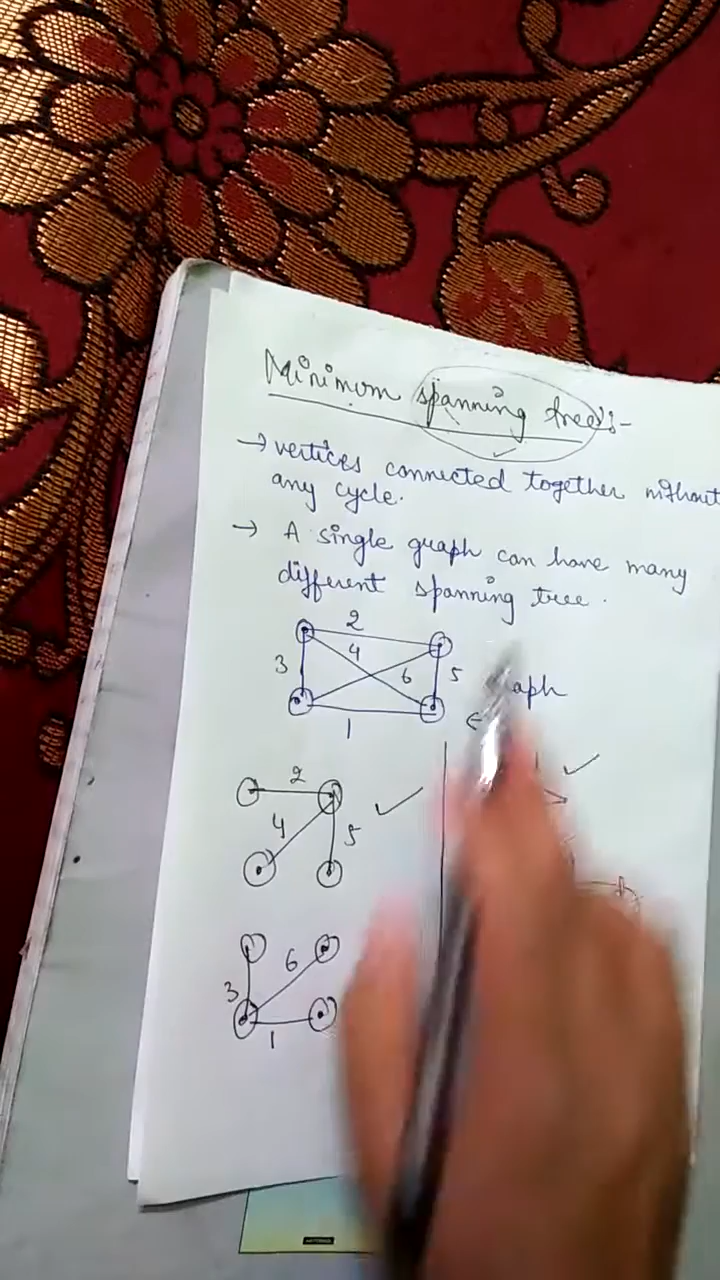 Minimum spanning tree's:-
→ vertices connected together without
any cycle.
→ A single graph can have many
different spanning tree.
2
3 4 6 5
1
2
4 5
6
3
1